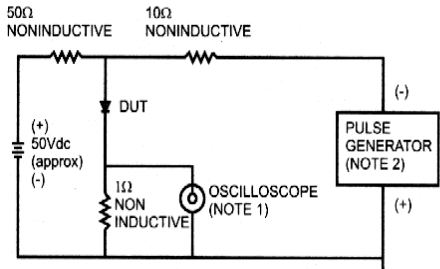 50Ω
NONINDUCTIVE
10Ω
NONINDUCTIVE
DUT
(+)
50Vdc
(approx)
(-)
1Ω
NON
INDUCTIVE
OSCILLOSCOPE
(NOTE 1)
(-)
PULSE
GENERATOR
(NOTE 2)
(+)